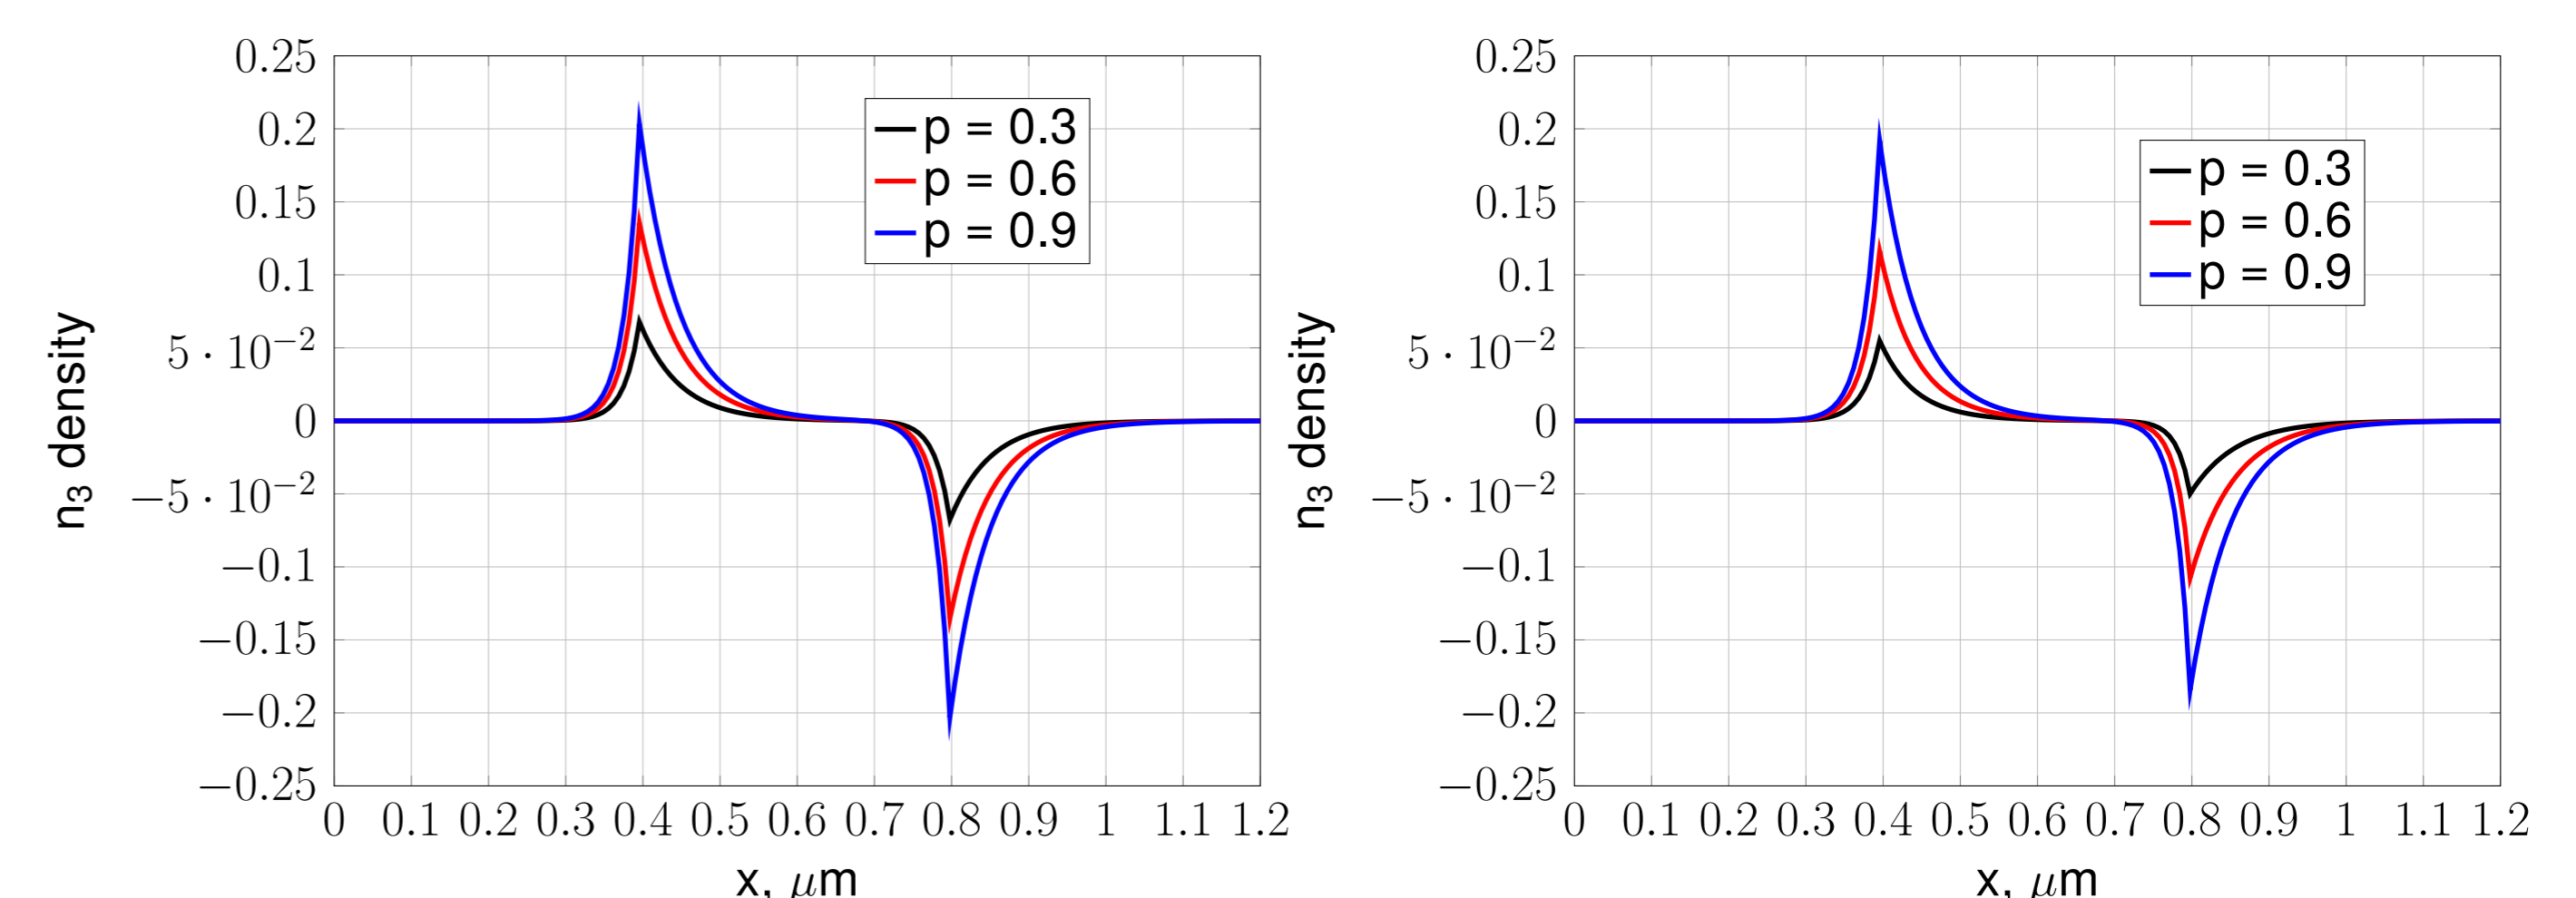 0.25
0.2
0.15
0.1
5 · 10⁻²
0
−5 · 10⁻²
−0.1
−0.15
−0.2
−0.25
n₃ density
p = 0.3
p = 0.6
p = 0.9
0 0.1 0.2 0.3 0.4 0.5 0.6 0.7 0.8 0.9 1 1.1 1.2
x, μm
0.25
0.2
0.15
0.1
5 · 10⁻²
0
−5 · 10⁻²
−0.1
−0.15
−0.2
−0.25
n₃ density
p = 0.3
p = 0.6
p = 0.9
0 0.1 0.2 0.3 0.4 0.5 0.6 0.7 0.8 0.9 1 1.1 1.2
x, μm